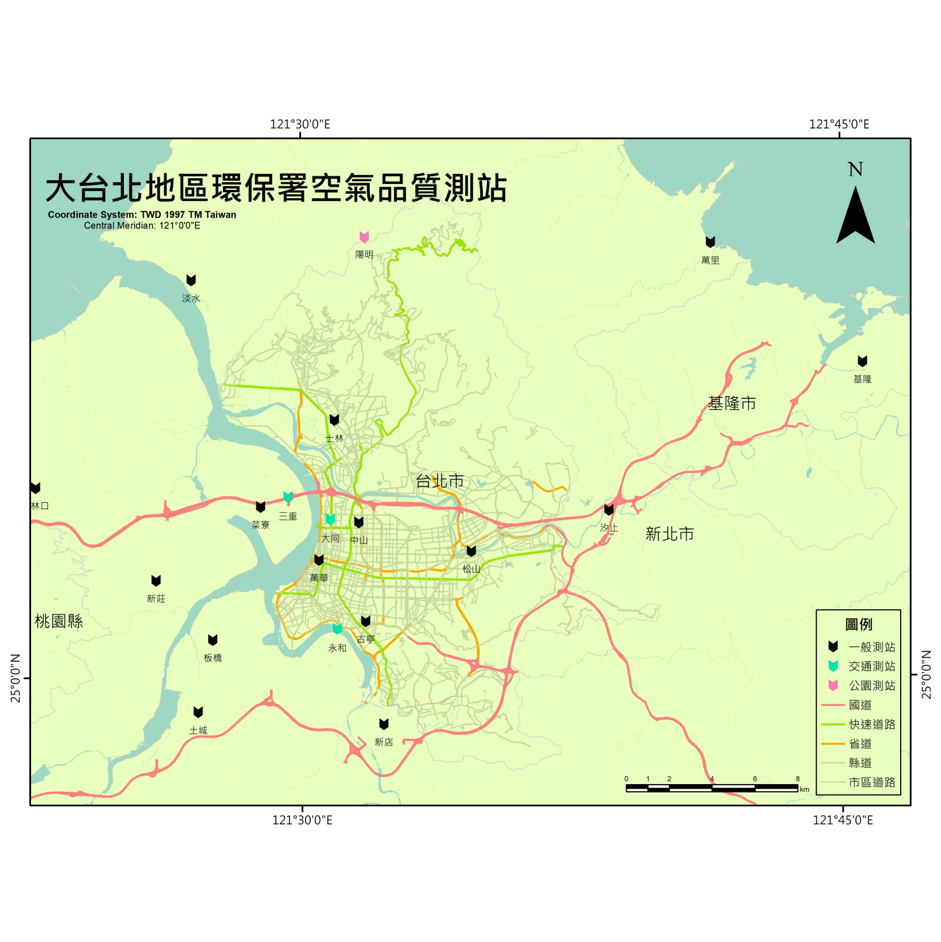 121°30'0"E
121°45'0"E
大台北地區環保署空氣品質測站
Coordinate System: TWD 1997 TM Taiwan
Central Meridian: 121°0'0"E
N
陽明
萬里
淡水
基隆
基隆市
士林
台北市
林口
三重
菜寮
大同
中山
汐止
新北市
松山
萬華
新莊
桃園縣
古亭
永和
板橋
土城
新店
25°0'0"N
25°0'0"N
圖例
一般測站
交通測站
公園測站
國道
快速道路
省道
縣道
市區道路
0 1 2 4 6 8
km
121°30'0"E
121°45'0"E